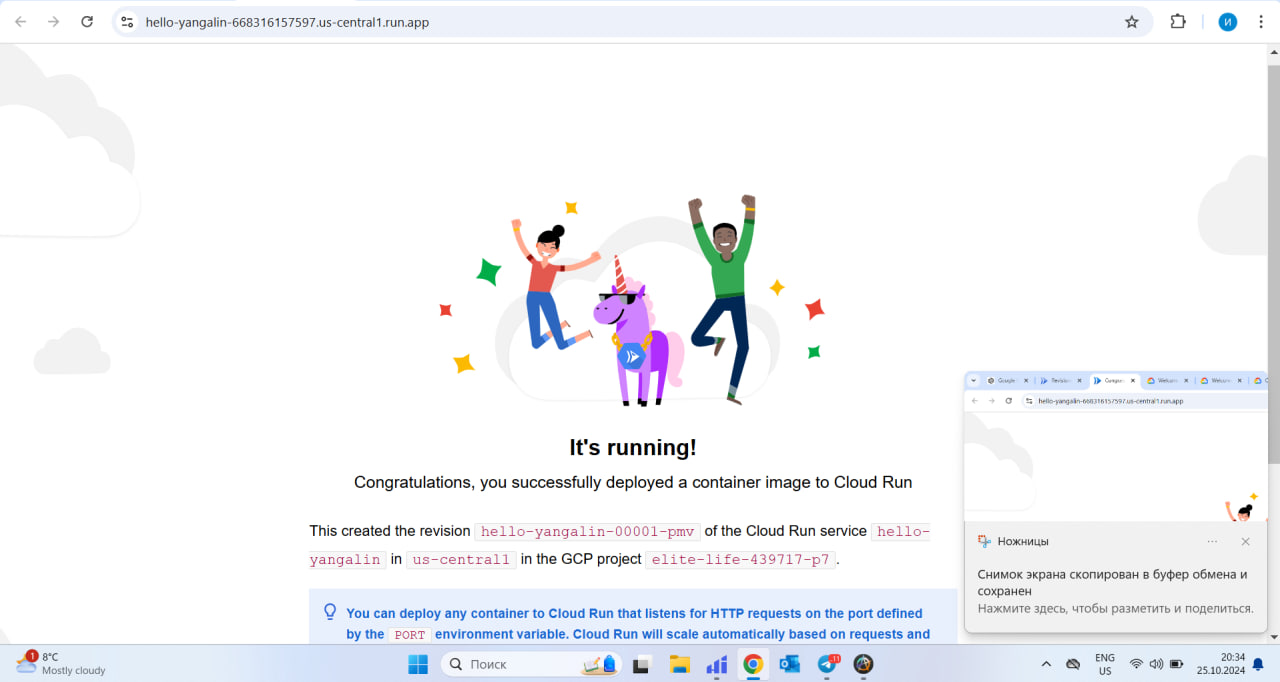 hello-yangalin-668316157597.us-central1.run.app
И
It's running!
Congratulations, you successfully deployed a container image to Cloud Run
This created the revision hello-yangalin-00001-pmv of the Cloud Run service hello-
yangalin in us-central1 in the GCP project elite-life-439717-p7.
You can deploy any container to Cloud Run that listens for HTTP requests on the port defined
by the PORT environment variable. Cloud Run will scale automatically based on requests and
Google
hello-yangalin-668316157597.us-central1.run.app
Ножницы
Снимок экрана скопирован в буфер обмена и
сохранен
Нажмите здесь, чтобы разметить и поделиться.
1
8°C
Mostly cloudy
Поиск
11
ENG
US
20:34
25.10.2024